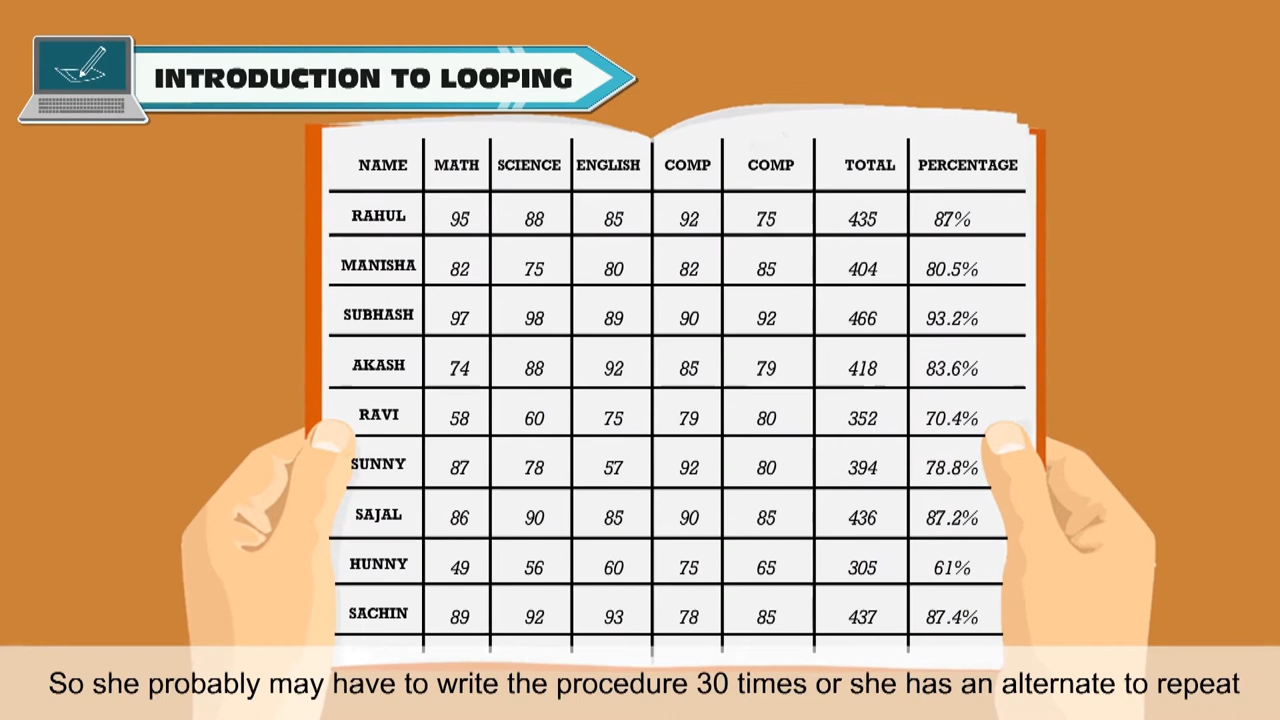 INTRODUCTION TO LOOPING
NAME MATH SCIENCE ENGLISH COMP COMP TOTAL PERCENTAGE
RAHUL 95 88 85 92 75 435 87%
MANISHA 82 75 80 82 85 404 80.5%
SUBHASH 97 98 89 90 92 466 93.2%
AKASH 74 88 92 85 79 418 83.6%
RAVI 58 60 75 79 80 352 70.4%
SUNNY 87 78 57 92 80 394 78.8%
SAJAL 86 90 85 90 85 436 87.2%
HUNNY 49 56 60 75 65 305 61%
SACHIN 89 92 93 78 85 437 87.4%
So she probably may have to write the procedure 30 times or she has an alternate to repeat